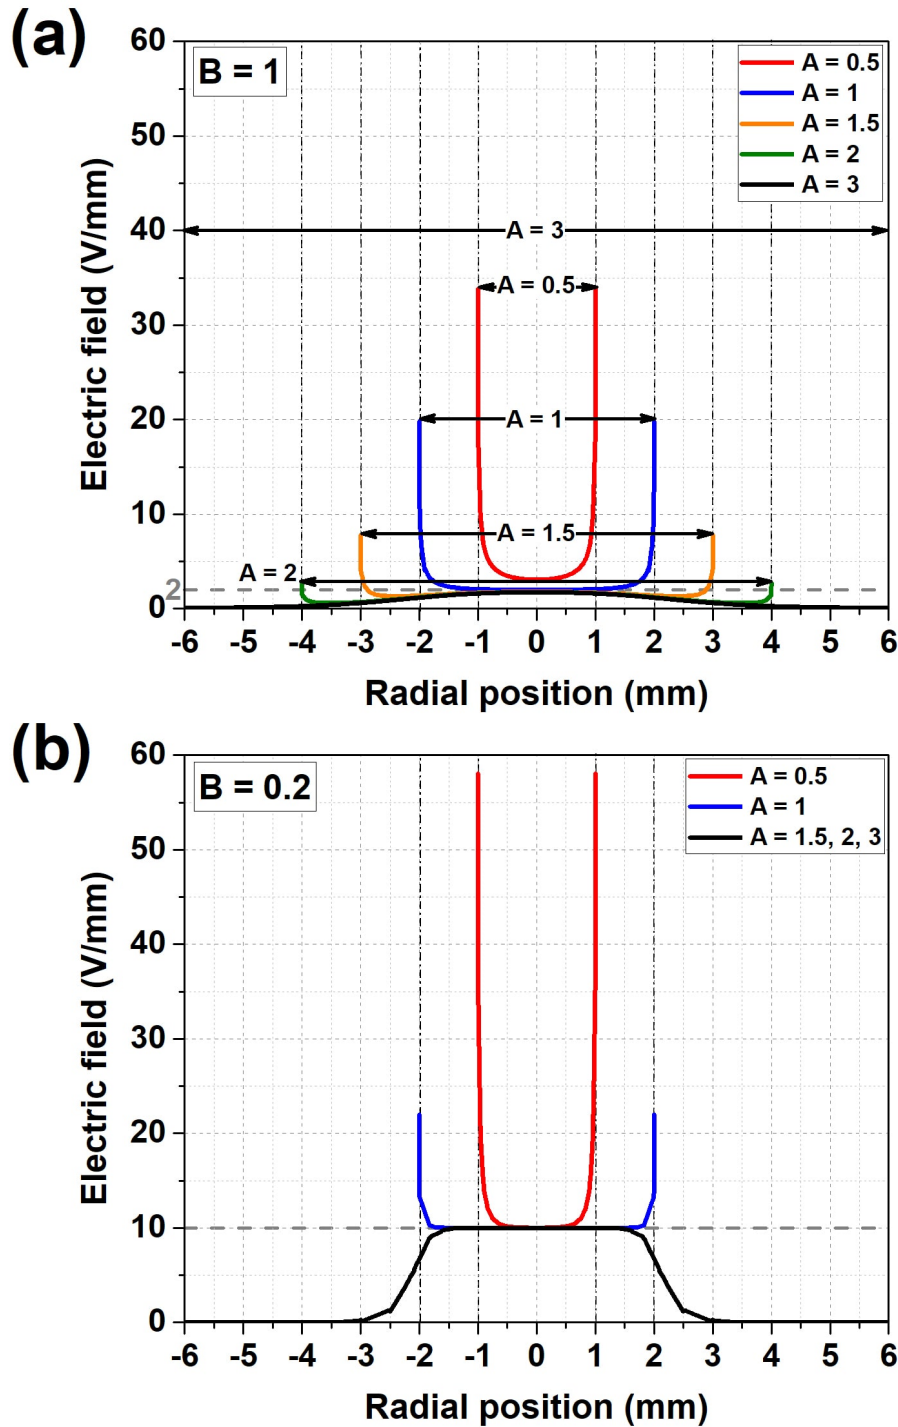 (a)
B = 1
A = 0.5
A = 1
A = 1.5
A = 2
A = 3
60
50
40
30
20
10
2
0
A = 3
A = 0.5
A = 1
A = 1.5
A = 2
Electric field (V/mm)
-6 -5 -4 -3 -2 -1 0 1 2 3 4 5 6
Radial position (mm)
(b)
B = 0.2
A = 0.5
A = 1
A = 1.5, 2, 3
60
50
40
30
20
10
0
Electric field (V/mm)
-6 -5 -4 -3 -2 -1 0 1 2 3 4 5 6
Radial position (mm)